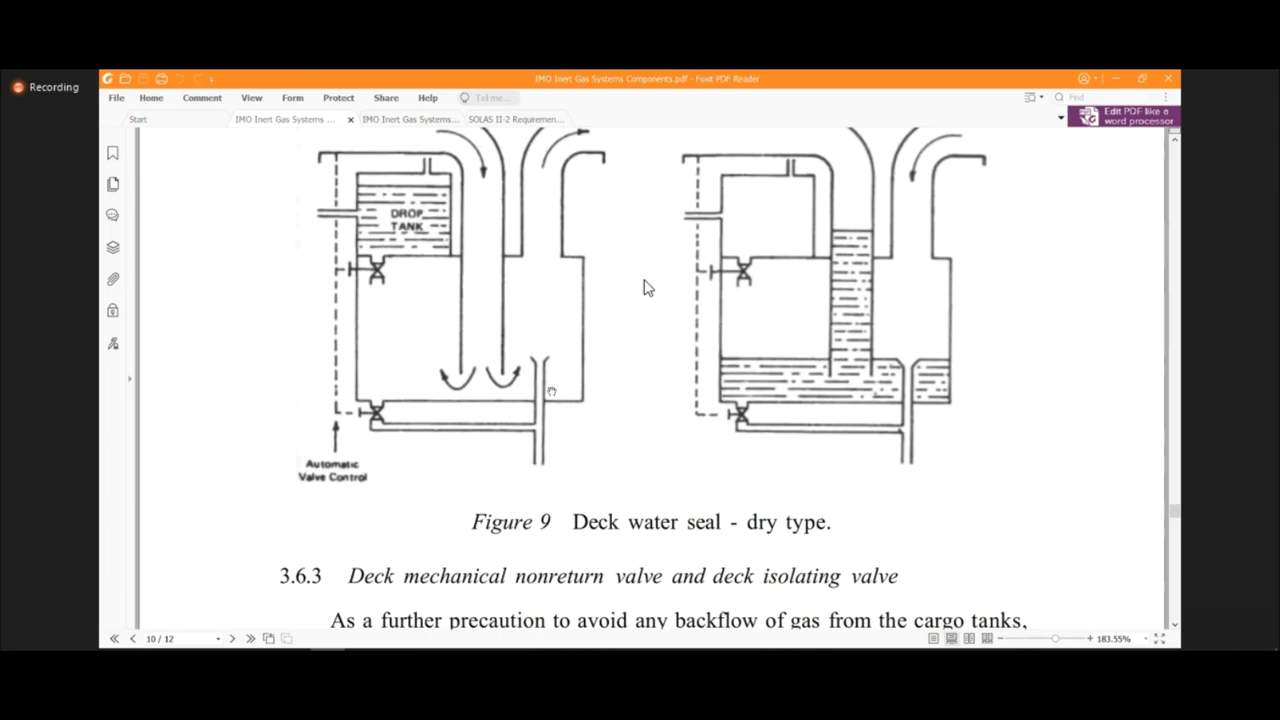 Recording
IMO Inert Gas Systems Components.pdf - Foxit PDF Reader
File Home Comment View Form Protect Share Help Tell me... Find
Start IMO Inert Gas Systems ... IMO Inert Gas Systems... SOLAS II-2 Requiremen...
Edit PDF like a
word processor
DROP
TANK
Automatic
Valve Control
Figure 9 Deck water seal - dry type.
3.6.3 Deck mechanical nonreturn valve and deck isolating valve
As a further precaution to avoid any backflow of gas from the cargo tanks,
10 / 12
183.55%